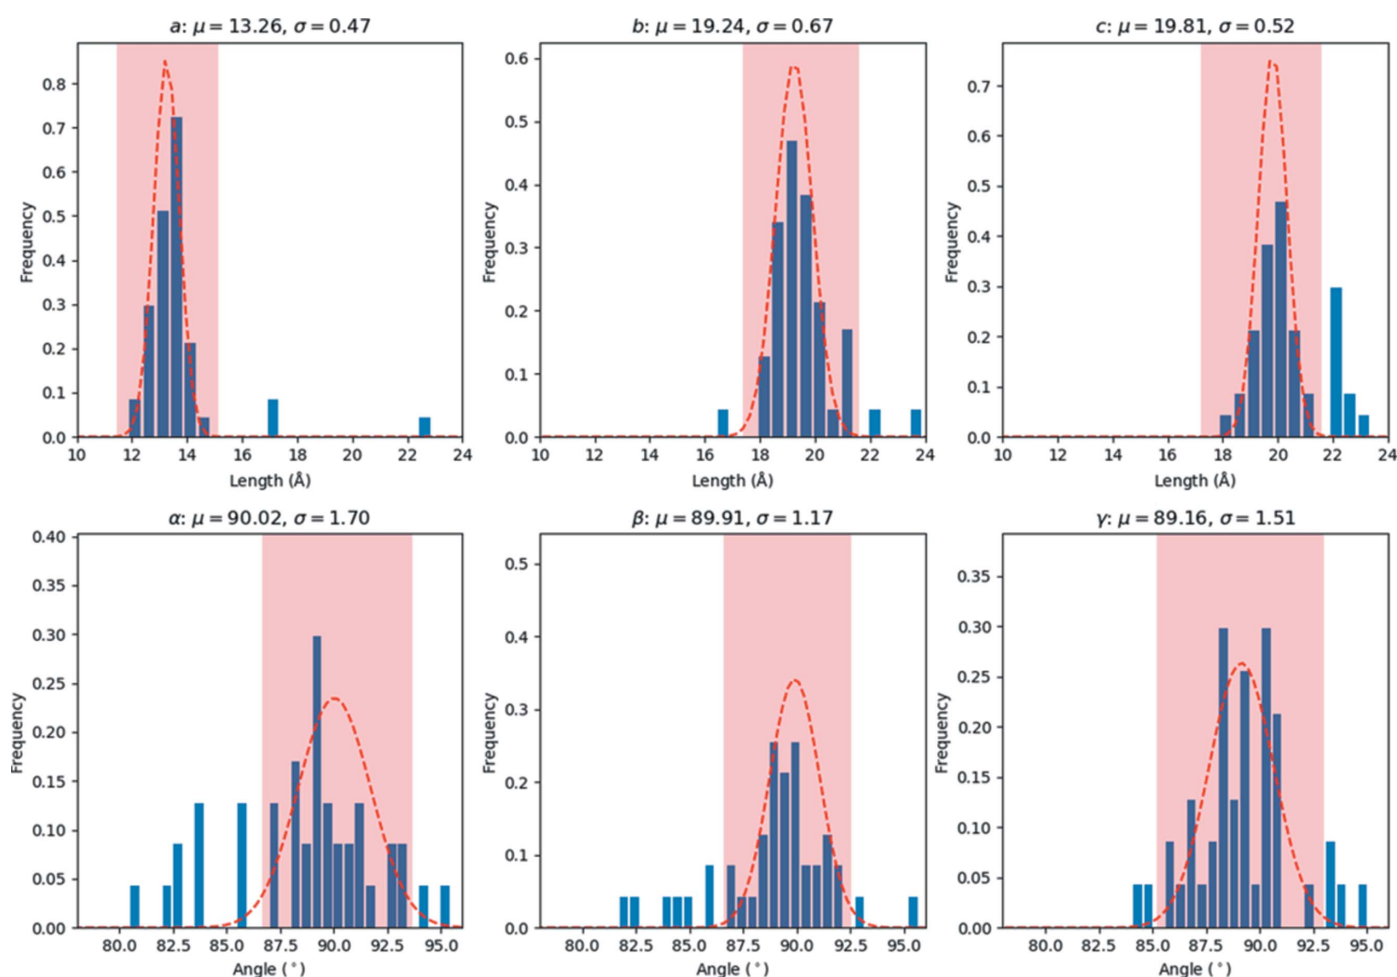 a: μ = 13.26, σ = 0.47
0.8
0.7
0.6
0.5
0.4
0.3
0.2
0.1
0.0
Frequency
10 12 14 16 18 20 22 24
Length (Å)
b: μ = 19.24, σ = 0.67
0.6
0.5
0.4
0.3
0.2
0.1
0.0
Frequency
10 12 14 16 18 20 22 24
Length (Å)
c: μ = 19.81, σ = 0.52
0.7
0.6
0.5
0.4
0.3
0.2
0.1
0.0
Frequency
10 12 14 16 18 20 22 24
Length (Å)
α: μ = 90.02, σ = 1.70
0.40
0.35
0.30
0.25
0.20
0.15
0.10
0.05
0.00
Frequency
80.0 82.5 85.0 87.5 90.0 92.5 95.0
Angle (°)
β: μ = 89.91, σ = 1.17
0.5
0.4
0.3
0.2
0.1
0.0
Frequency
80.0 82.5 85.0 87.5 90.0 92.5 95.0
Angle (°)
γ: μ = 89.16, σ = 1.51
0.35
0.30
0.25
0.20
0.15
0.10
0.05
0.00
Frequency
80.0 82.5 85.0 87.5 90.0 92.5 95.0
Angle (°)